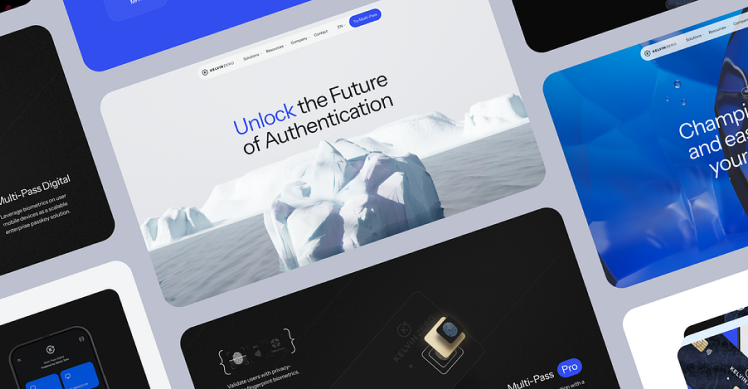 KELVIN ZERO
Solutions
Resources
Company
Contact
EN
Try Multi-Pass
Unlock the Future
of Authentication
KELVIN ZERO
Solutions
Resources
Champi
and eas
your
Multi-Pass Digital
Leverage biometrics on user
mobile devices as a scalable
enterprise passkey solution.
Validate users with privacy-
fingerprint biometrics.
Multi-Pass Pro
with a